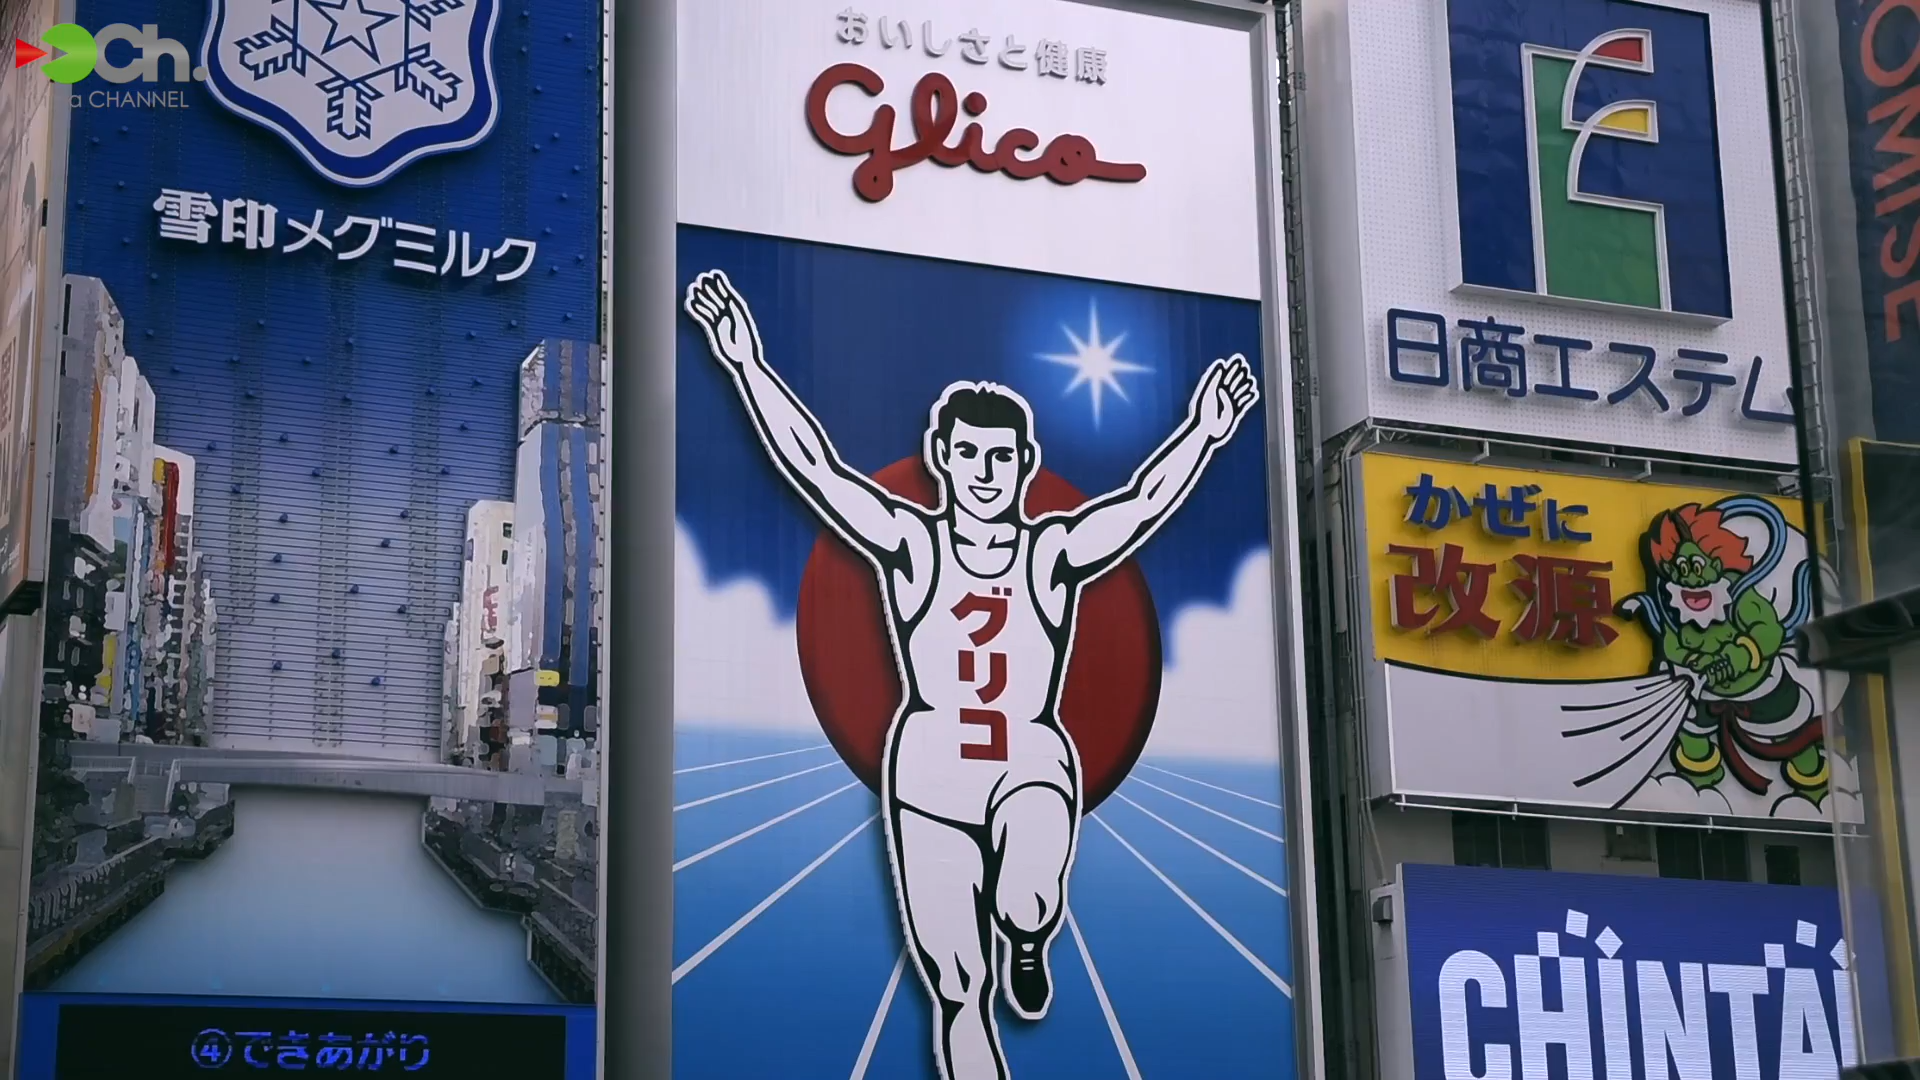 Ch.
a CHANNEL
雪印メグミルク
④できあがり
おいしさと健康
Glico
グリコ
日商エステム
かぜに
改源
CHINTAI
OMISE